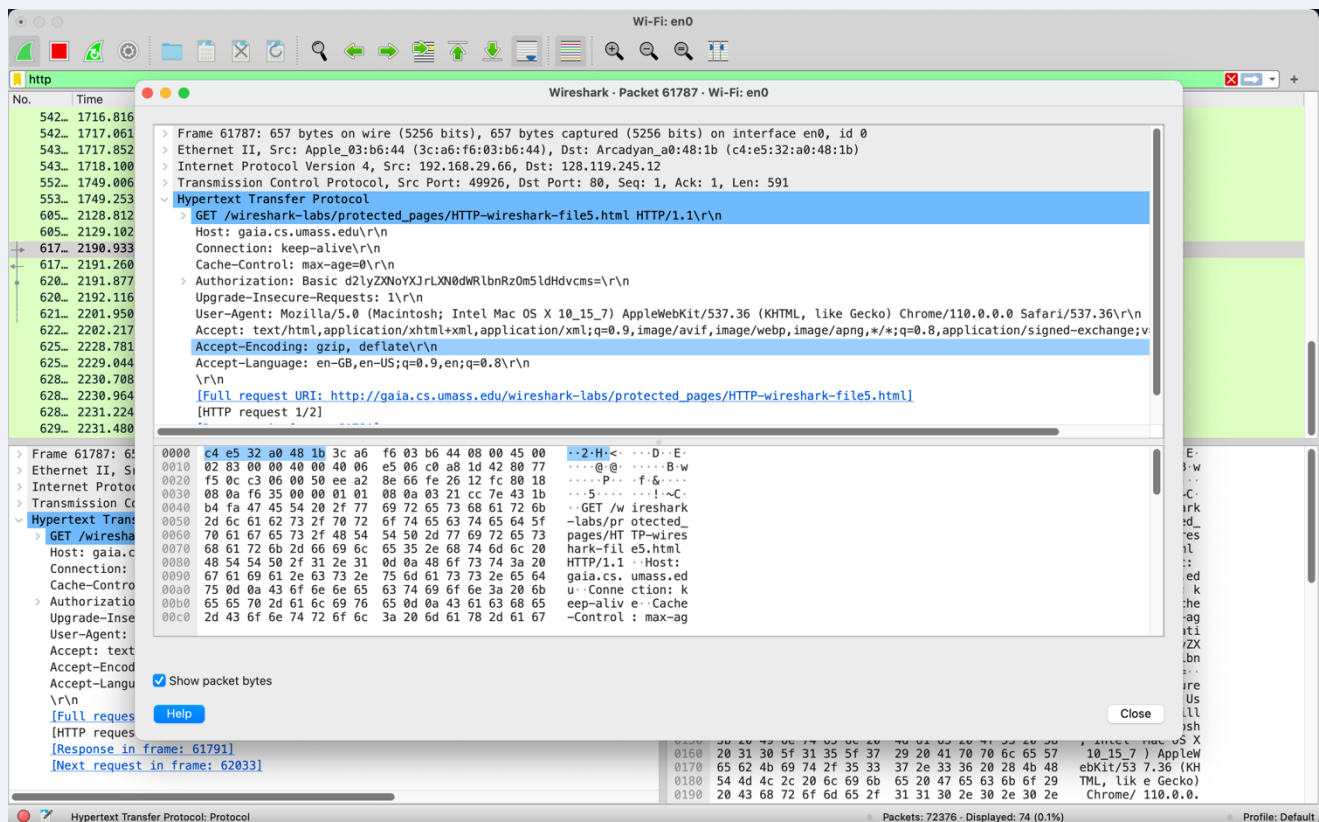 Wi-Fi: en0
http
+
No. Time
542… 1716.816
542… 1717.061
543… 1717.852
543… 1718.100
552… 1749.006
553… 1749.253
605… 2128.812
605… 2129.102
617… 2190.933
617… 2191.260
620… 2191.877
620… 2192.116
621… 2201.950
622… 2202.217
625… 2228.781
625… 2229.044
628… 2230.708
628… 2230.964
628… 2231.224
629… 2231.480
Wireshark · Packet 61787 · Wi-Fi: en0
Frame 61787: 657 bytes on wire (5256 bits), 657 bytes captured (5256 bits) on interface en0, id 0
Ethernet II, Src: Apple_03:b6:44 (3c:a6:f6:03:b6:44), Dst: Arcadyan_a0:48:1b (c4:e5:32:a0:48:1b)
Internet Protocol Version 4, Src: 192.168.29.66, Dst: 128.119.245.12
Transmission Control Protocol, Src Port: 49926, Dst Port: 80, Seq: 1, Ack: 1, Len: 591
Hypertext Transfer Protocol
GET /wireshark-labs/protected_pages/HTTP-wireshark-file5.html HTTP/1.1\r\n
Host: gaia.cs.umass.edu\r\n
Connection: keep-alive\r\n
Cache-Control: max-age=0\r\n
Authorization: Basic d2lyZXNoYXJrLXN0dWRlbnRzOm5ldHdvcms=\r\n
Upgrade-Insecure-Requests: 1\r\n
User-Agent: Mozilla/5.0 (Macintosh; Intel Mac OS X 10_15_7) AppleWebKit/537.36 (KHTML, like Gecko) Chrome/110.0.0.0 Safari/537.36\r\n
Accept: text/html,application/xhtml+xml,application/xml;q=0.9,image/avif,image/webp,image/apng,*/*;q=0.8,application/signed-exchange;v
Accept-Encoding: gzip, deflate\r\n
Accept-Language: en-GB,en-US;q=0.9,en;q=0.8\r\n
\r\n
[Full request URI: http://gaia.cs.umass.edu/wireshark-labs/protected_pages/HTTP-wireshark-file5.html]
[HTTP request 1/2]
0000 c4 e5 32 a0 48 1b 3c a6 f6 03 b6 44 08 00 45 00 ··2·H·<· ···D··E·
0010 02 83 00 00 40 00 40 06 e5 06 c0 a8 1d 42 80 77 ····@·@· ·····B·w
0020 f5 0c c3 06 00 50 ee a2 8e 66 fe 26 12 fc 80 18 ·····P·· ·f·&····
0030 08 0a f6 35 00 00 01 01 08 0a 03 21 cc 7e 43 1b ···5···· ···!·~C·
0040 b4 fa 47 45 54 20 2f 77 69 72 65 73 68 61 72 6b ··GET /w ireshark
0050 2d 6c 61 62 73 2f 70 72 6f 74 65 63 74 65 64 5f -labs/pr otected_
0060 70 61 67 65 73 2f 48 54 54 50 2d 77 69 72 65 73 pages/HT TP-wires
0070 68 61 72 6b 2d 66 69 6c 65 35 2e 68 74 6d 6c 20 hark-fil e5.html
0080 48 54 54 50 2f 31 2e 31 0d 0a 48 6f 73 74 3a 20 HTTP/1.1 ··Host:
0090 67 61 69 61 2e 63 73 2e 75 6d 61 73 73 2e 65 64 gaia.cs. umass.ed
00a0 75 0d 0a 43 6f 6e 6e 65 63 74 69 6f 6e 3a 20 6b u··Conne ction: k
00b0 65 65 70 2d 61 6c 69 76 65 0d 0a 43 61 63 68 65 eep-aliv e··Cache
00c0 2d 43 6f 6e 74 72 6f 6c 3a 20 6d 61 78 2d 61 67 -Control : max-ag
Show packet bytes
Help
Close
Frame 61787: 65
Ethernet II, S
Internet Proto
Transmission Co
Hypertext Trans
GET /wiresha
Host: gaia.c
Connection:
Cache-Contro
Authorizatio
Upgrade-Inse
User-Agent:
Accept: text
Accept-Encod
Accept-Langu
\r\n
[Full reques
[HTTP reques
[Response in frame: 61791]
[Next request in frame: 62033]
0160 20 31 30 5f 31 35 5f 37 29 20 41 70 70 6c 65 57 10_15_7 ) AppleW
0170 65 62 4b 69 74 2f 35 33 37 2e 33 36 20 28 4b 48 ebKit/53 7.36 (KH
0180 54 4d 4c 2c 20 6c 69 6b 65 20 47 65 63 6b 6f 29 TML, lik e Gecko)
0190 20 43 68 72 6f 6d 65 2f 31 31 30 2e 30 2e 30 2e Chrome/ 110.0.0.
Hypertext Transfer Protocol: Protocol
Packets: 72376 · Displayed: 74 (0.1%)
Profile: Default